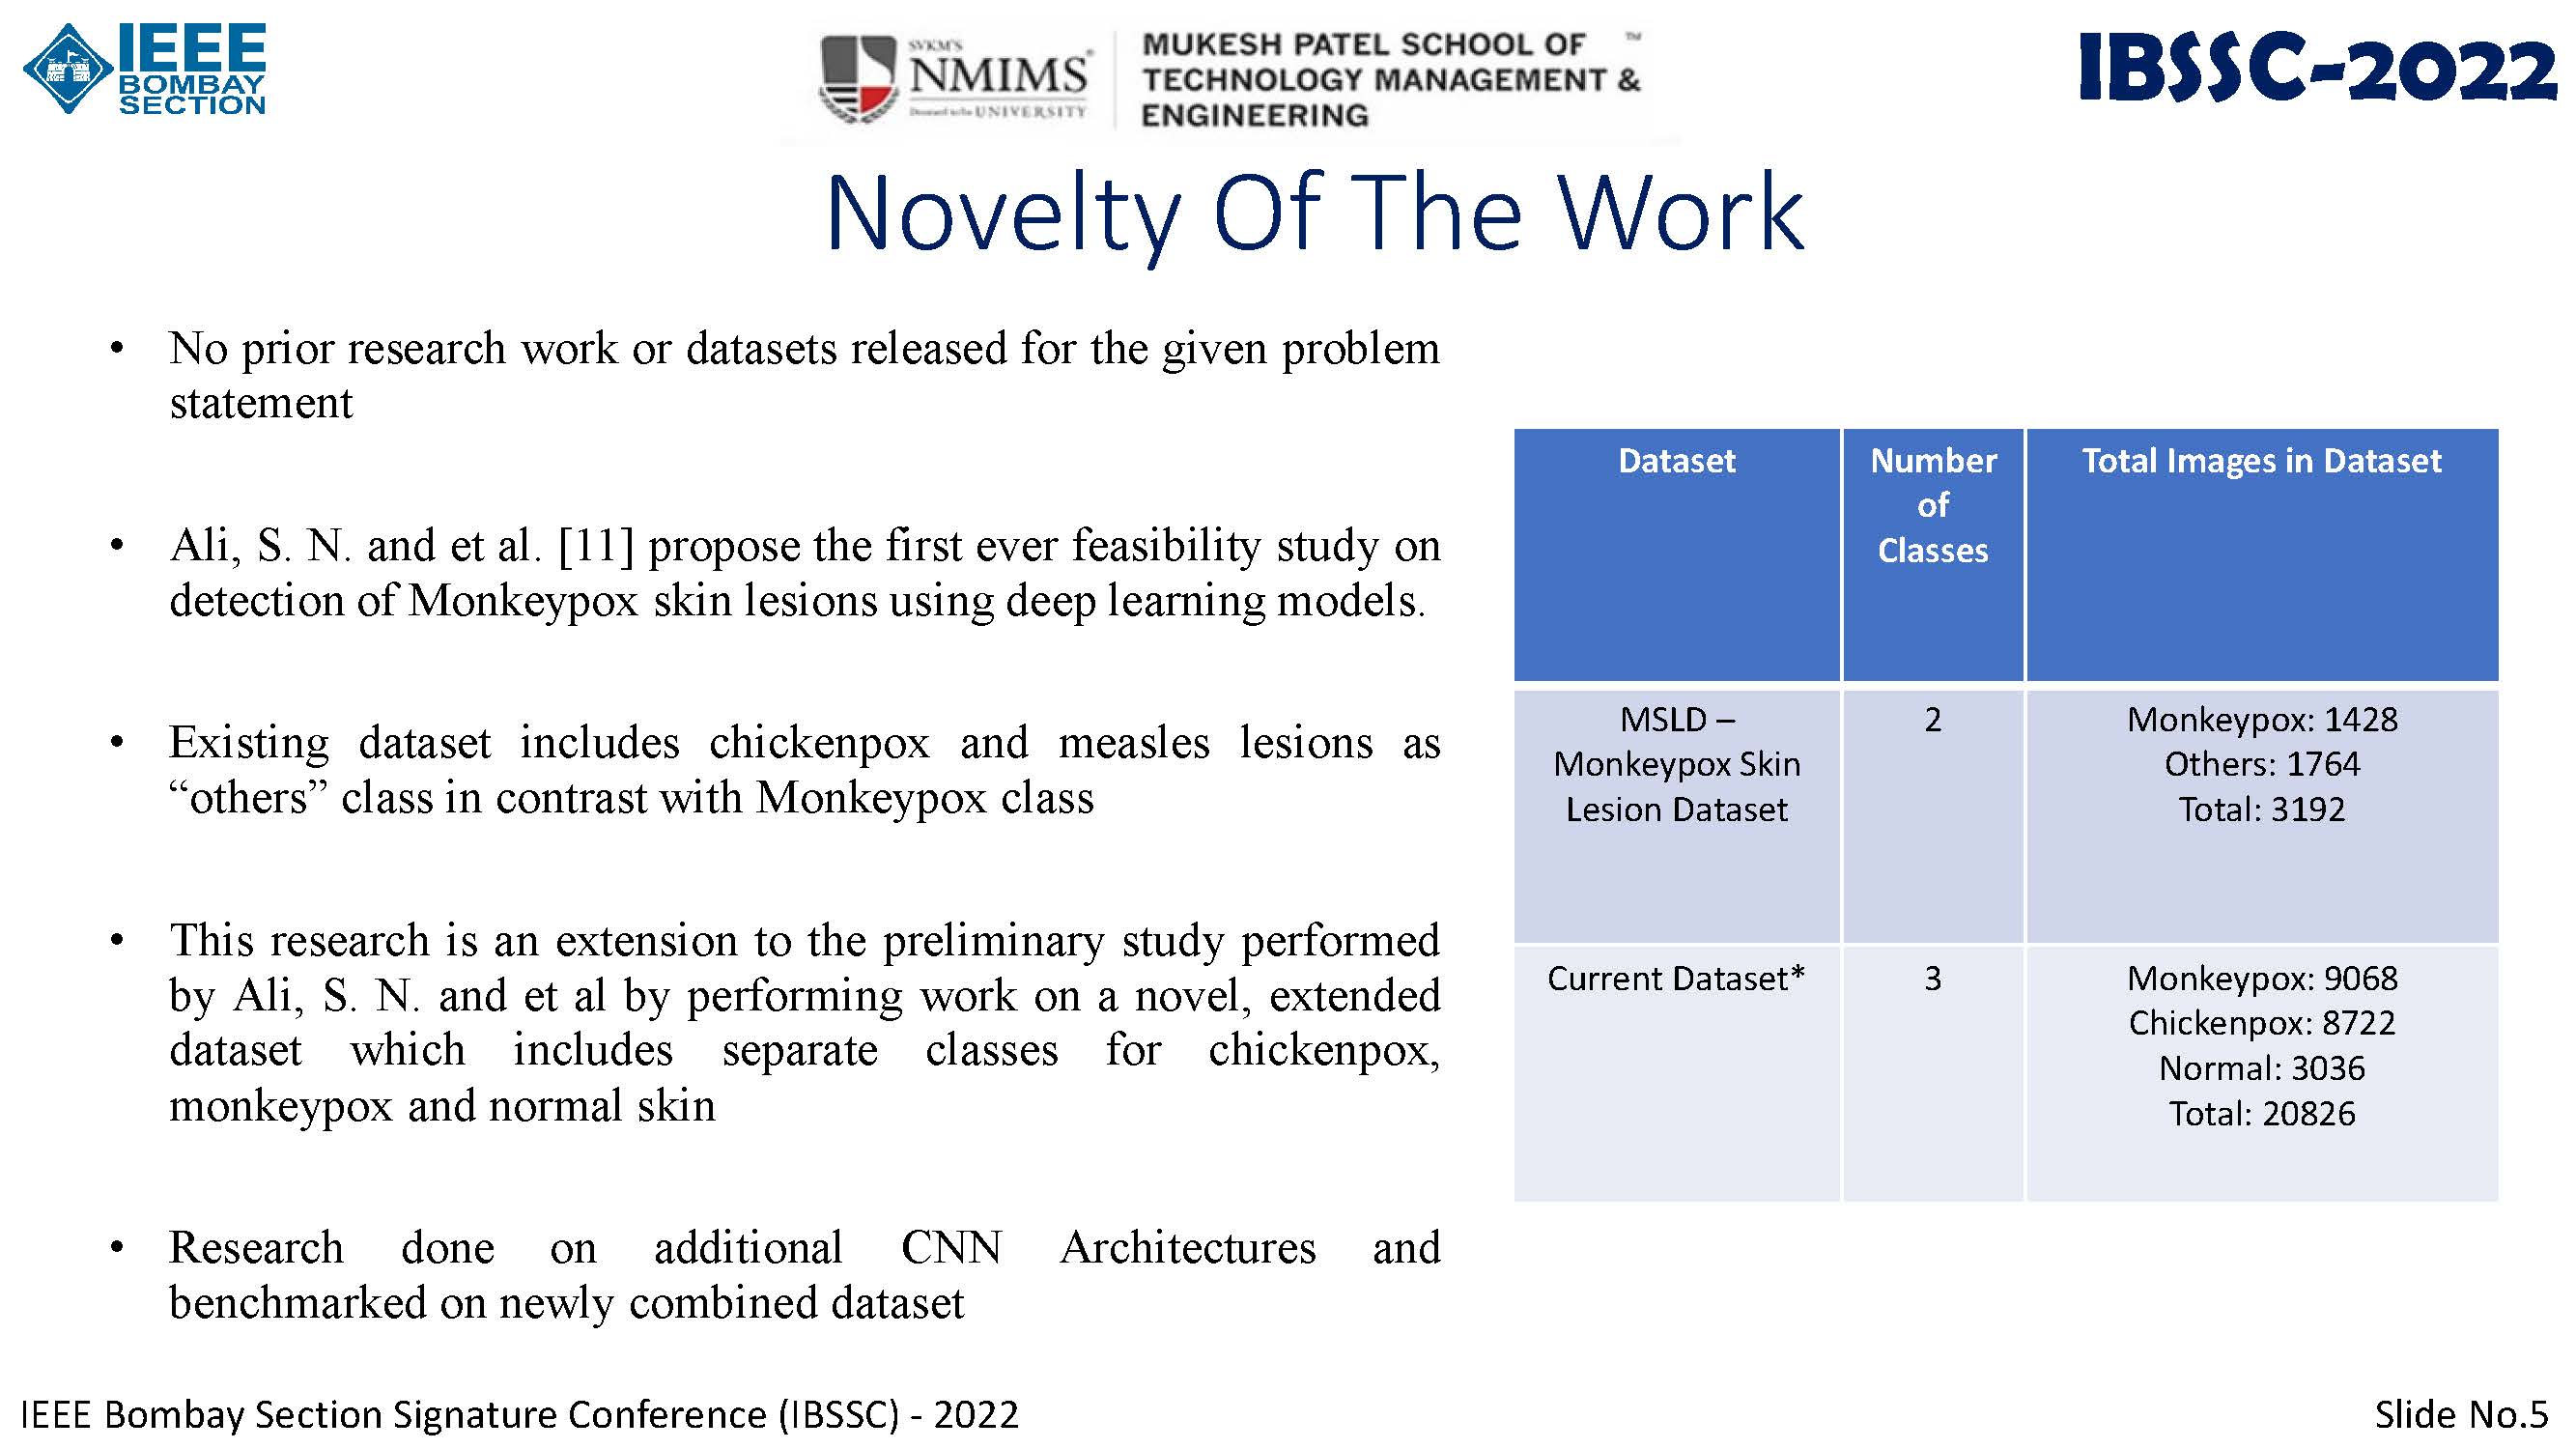 IEEE
BOMBAY
SECTION
SVKM'S
NMIMS
Deemed to be UNIVERSITY
MUKESH PATEL SCHOOL OF ™
TECHNOLOGY MANAGEMENT &
ENGINEERING
IBSSC-2022
Novelty Of The Work
• No prior research work or datasets released for the given problem
statement
• Ali, S. N. and et al. [11] propose the first ever feasibility study on
detection of Monkeypox skin lesions using deep learning models.
• Existing dataset includes chickenpox and measles lesions as
“others” class in contrast with Monkeypox class
• This research is an extension to the preliminary study performed
by Ali, S. N. and et al by performing work on a novel, extended
dataset which includes separate classes for chickenpox,
monkeypox and normal skin
• Research done on additional CNN Architectures and
benchmarked on newly combined dataset
Dataset
Number
of
Classes
Total Images in Dataset
MSLD –
Monkeypox Skin
Lesion Dataset
2
Monkeypox: 1428
Others: 1764
Total: 3192
Current Dataset*
3
Monkeypox: 9068
Chickenpox: 8722
Normal: 3036
Total: 20826
IEEE Bombay Section Signature Conference (IBSSC) - 2022
Slide No.5